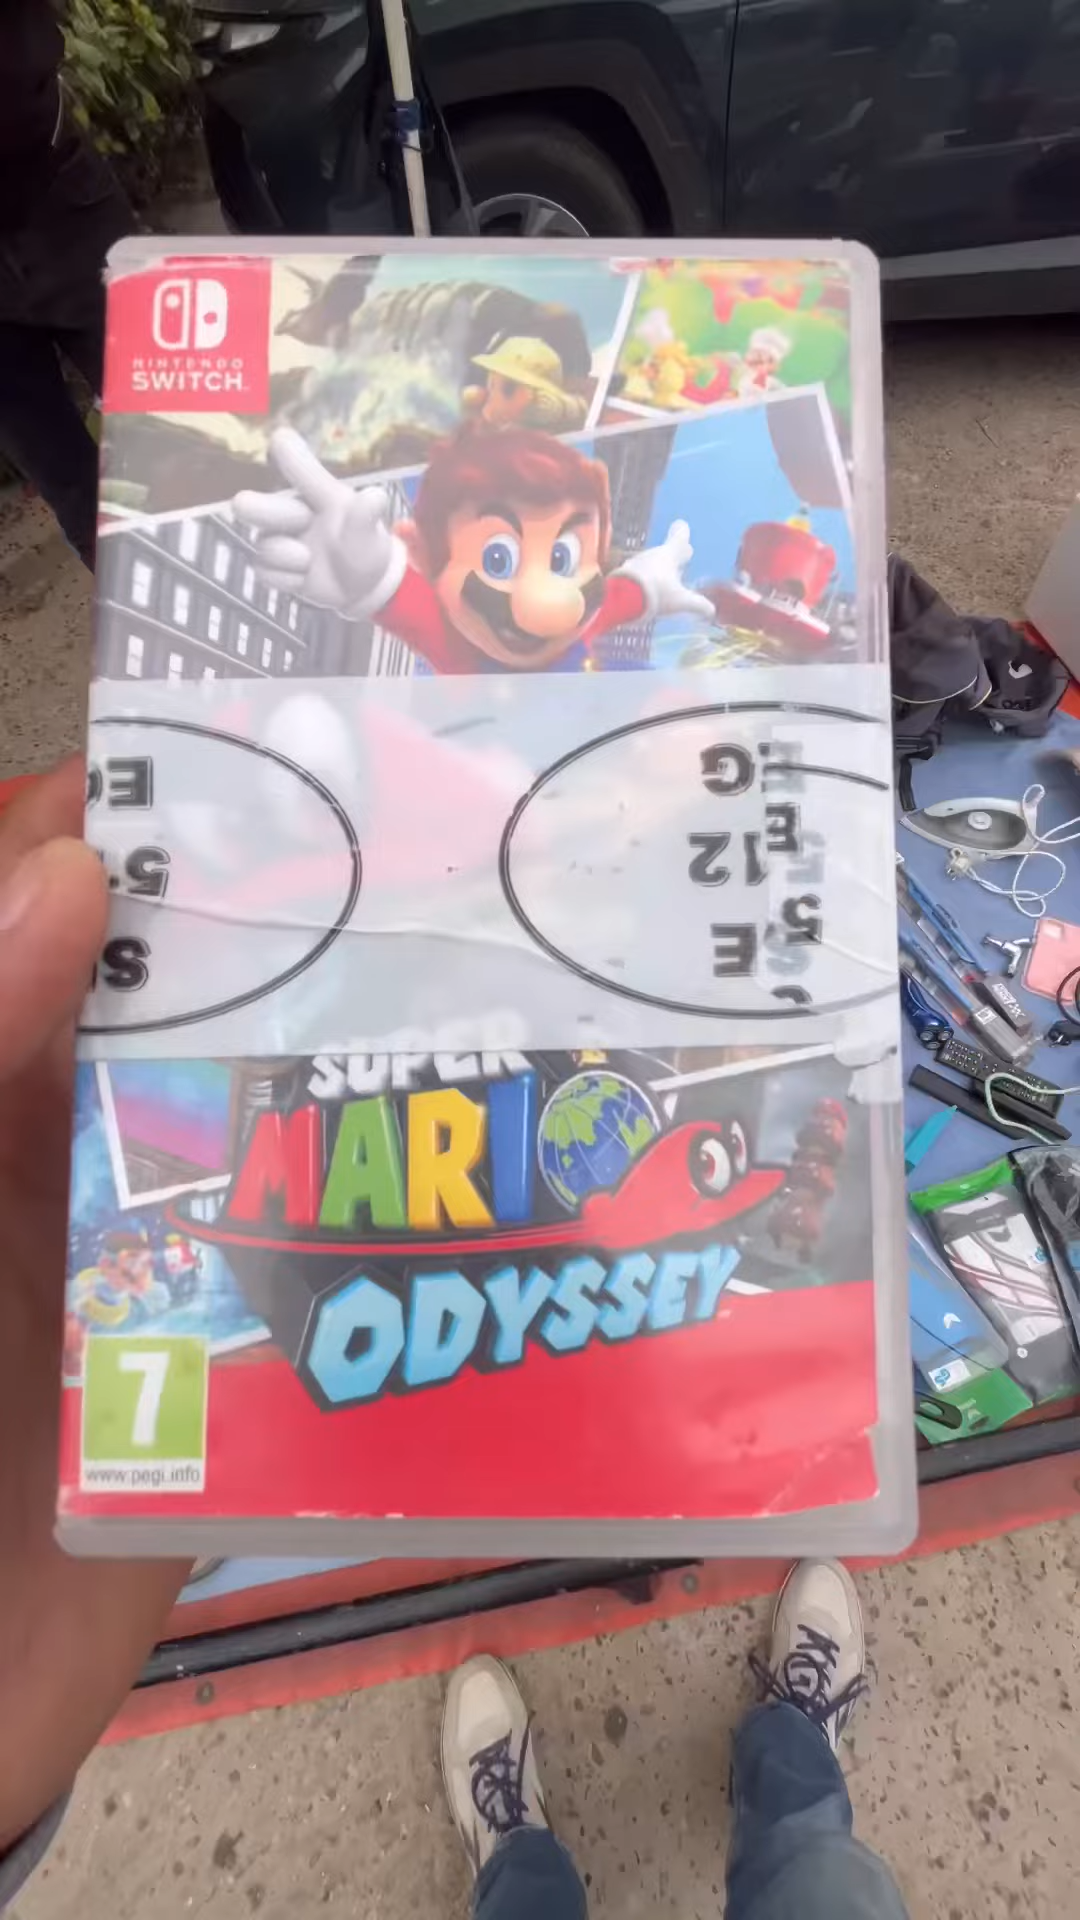 NINTENDO
SWITCH
SUPER
MARIO
ODYSSEY
7
www.pegi.info